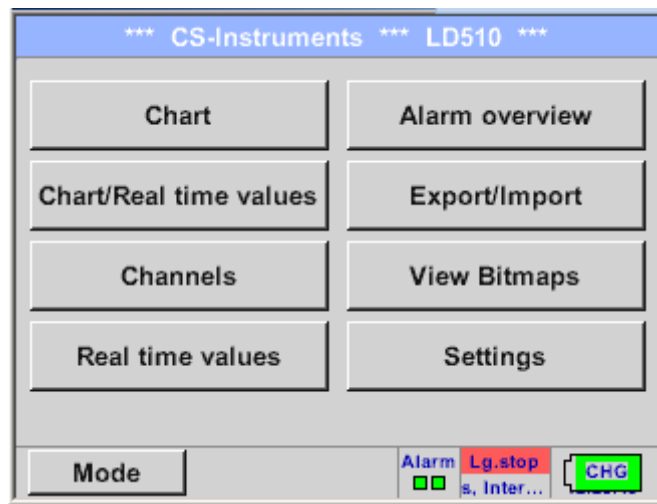 *** CS-Instruments *** LD510 ***
Chart
Alarm overview
Chart/Real time values
Export/Import
Channels
View Bitmaps
Real time values
Settings
Mode
Alarm
Lg.stop
s, Inter...
CHG